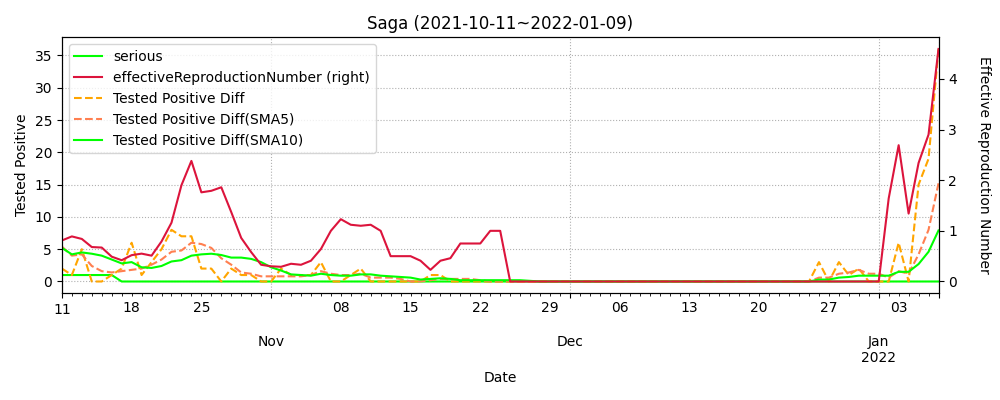 Saga (2021-10-11~2022-01-09)
serious
effectiveReproductionNumber (right)
Tested Positive Diff
Tested Positive Diff(SMA5)
Tested Positive Diff(SMA10)
Tested Positive
35
30
25
20
15
10
5
0
Effective Reproduction Number
4
3
2
1
0
11 18 25 08 15 22 29 06 13 20 27 03
Nov Dec Jan
2022
Date